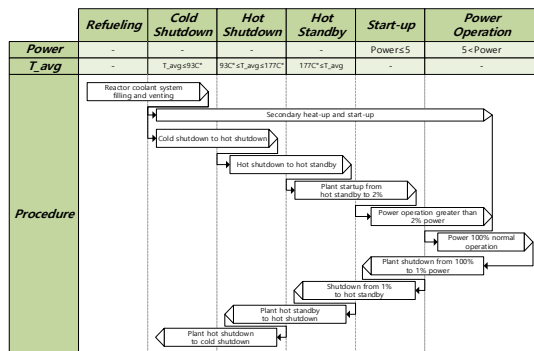 Refueling
Cold
Shutdown
Hot
Shutdown
Hot
Standby
Start-up
Power
Operation
Power - - - - Power≤5 5<Power
T_avg - T_avg≤93C° 93C°≤T_avg≤177C° 177C°≤T_avg - -
Procedure
Reactor coolant system
filling and venting
Secondary heat-up and start-up
Cold shutdown to hot shutdown
Hot shutdown to hot standby
Plant startup from
hot standby to 2%
Power operation greater than
2% power
Power 100% normal
operation
Plant shutdown from 100%
to 1% power
Shutdown from 1%
to hot standby
Plant hot standby
to hot shutdown
Plant hot shutdown
to cold shutdown